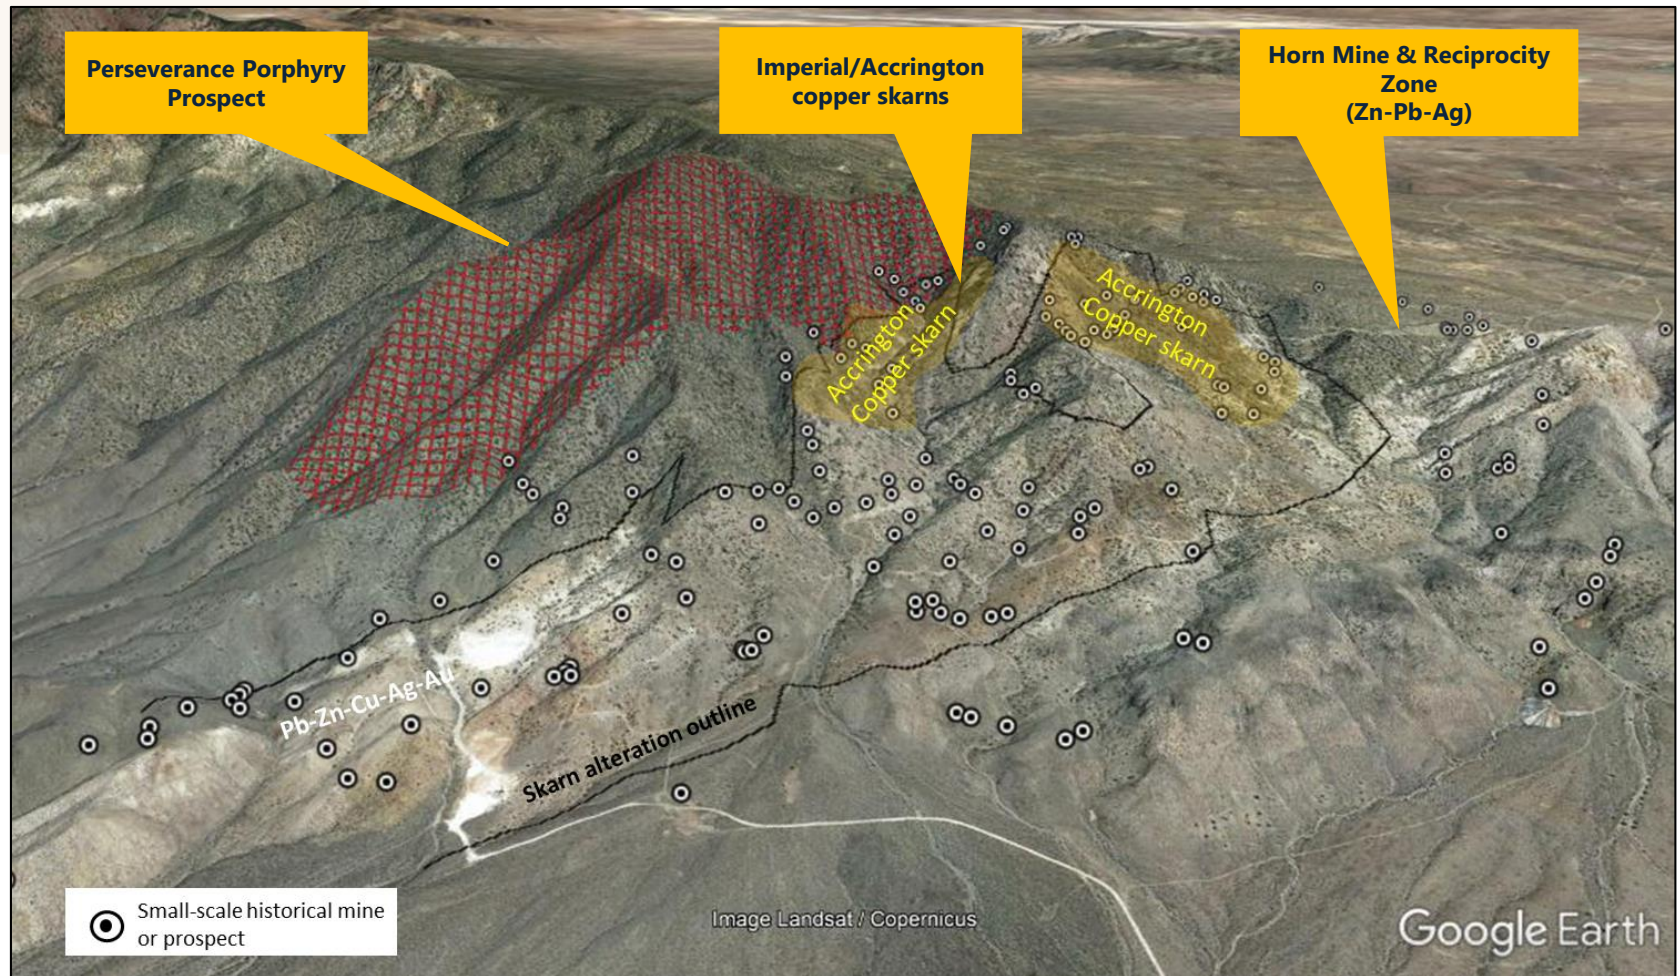 Perseverance Porphyry
Prospect
Imperial/Accrington
copper skarns
Horn Mine & Reciprocity
Zone
(Zn-Pb-Ag)
Accrington
Copper skarn
Accrington
Copper skarn
Pb-Zn-Cu-Ag-Au
Skarn alteration outline
Small-scale historical mine
or prospect
Image Landsat / Copernicus
Google Earth